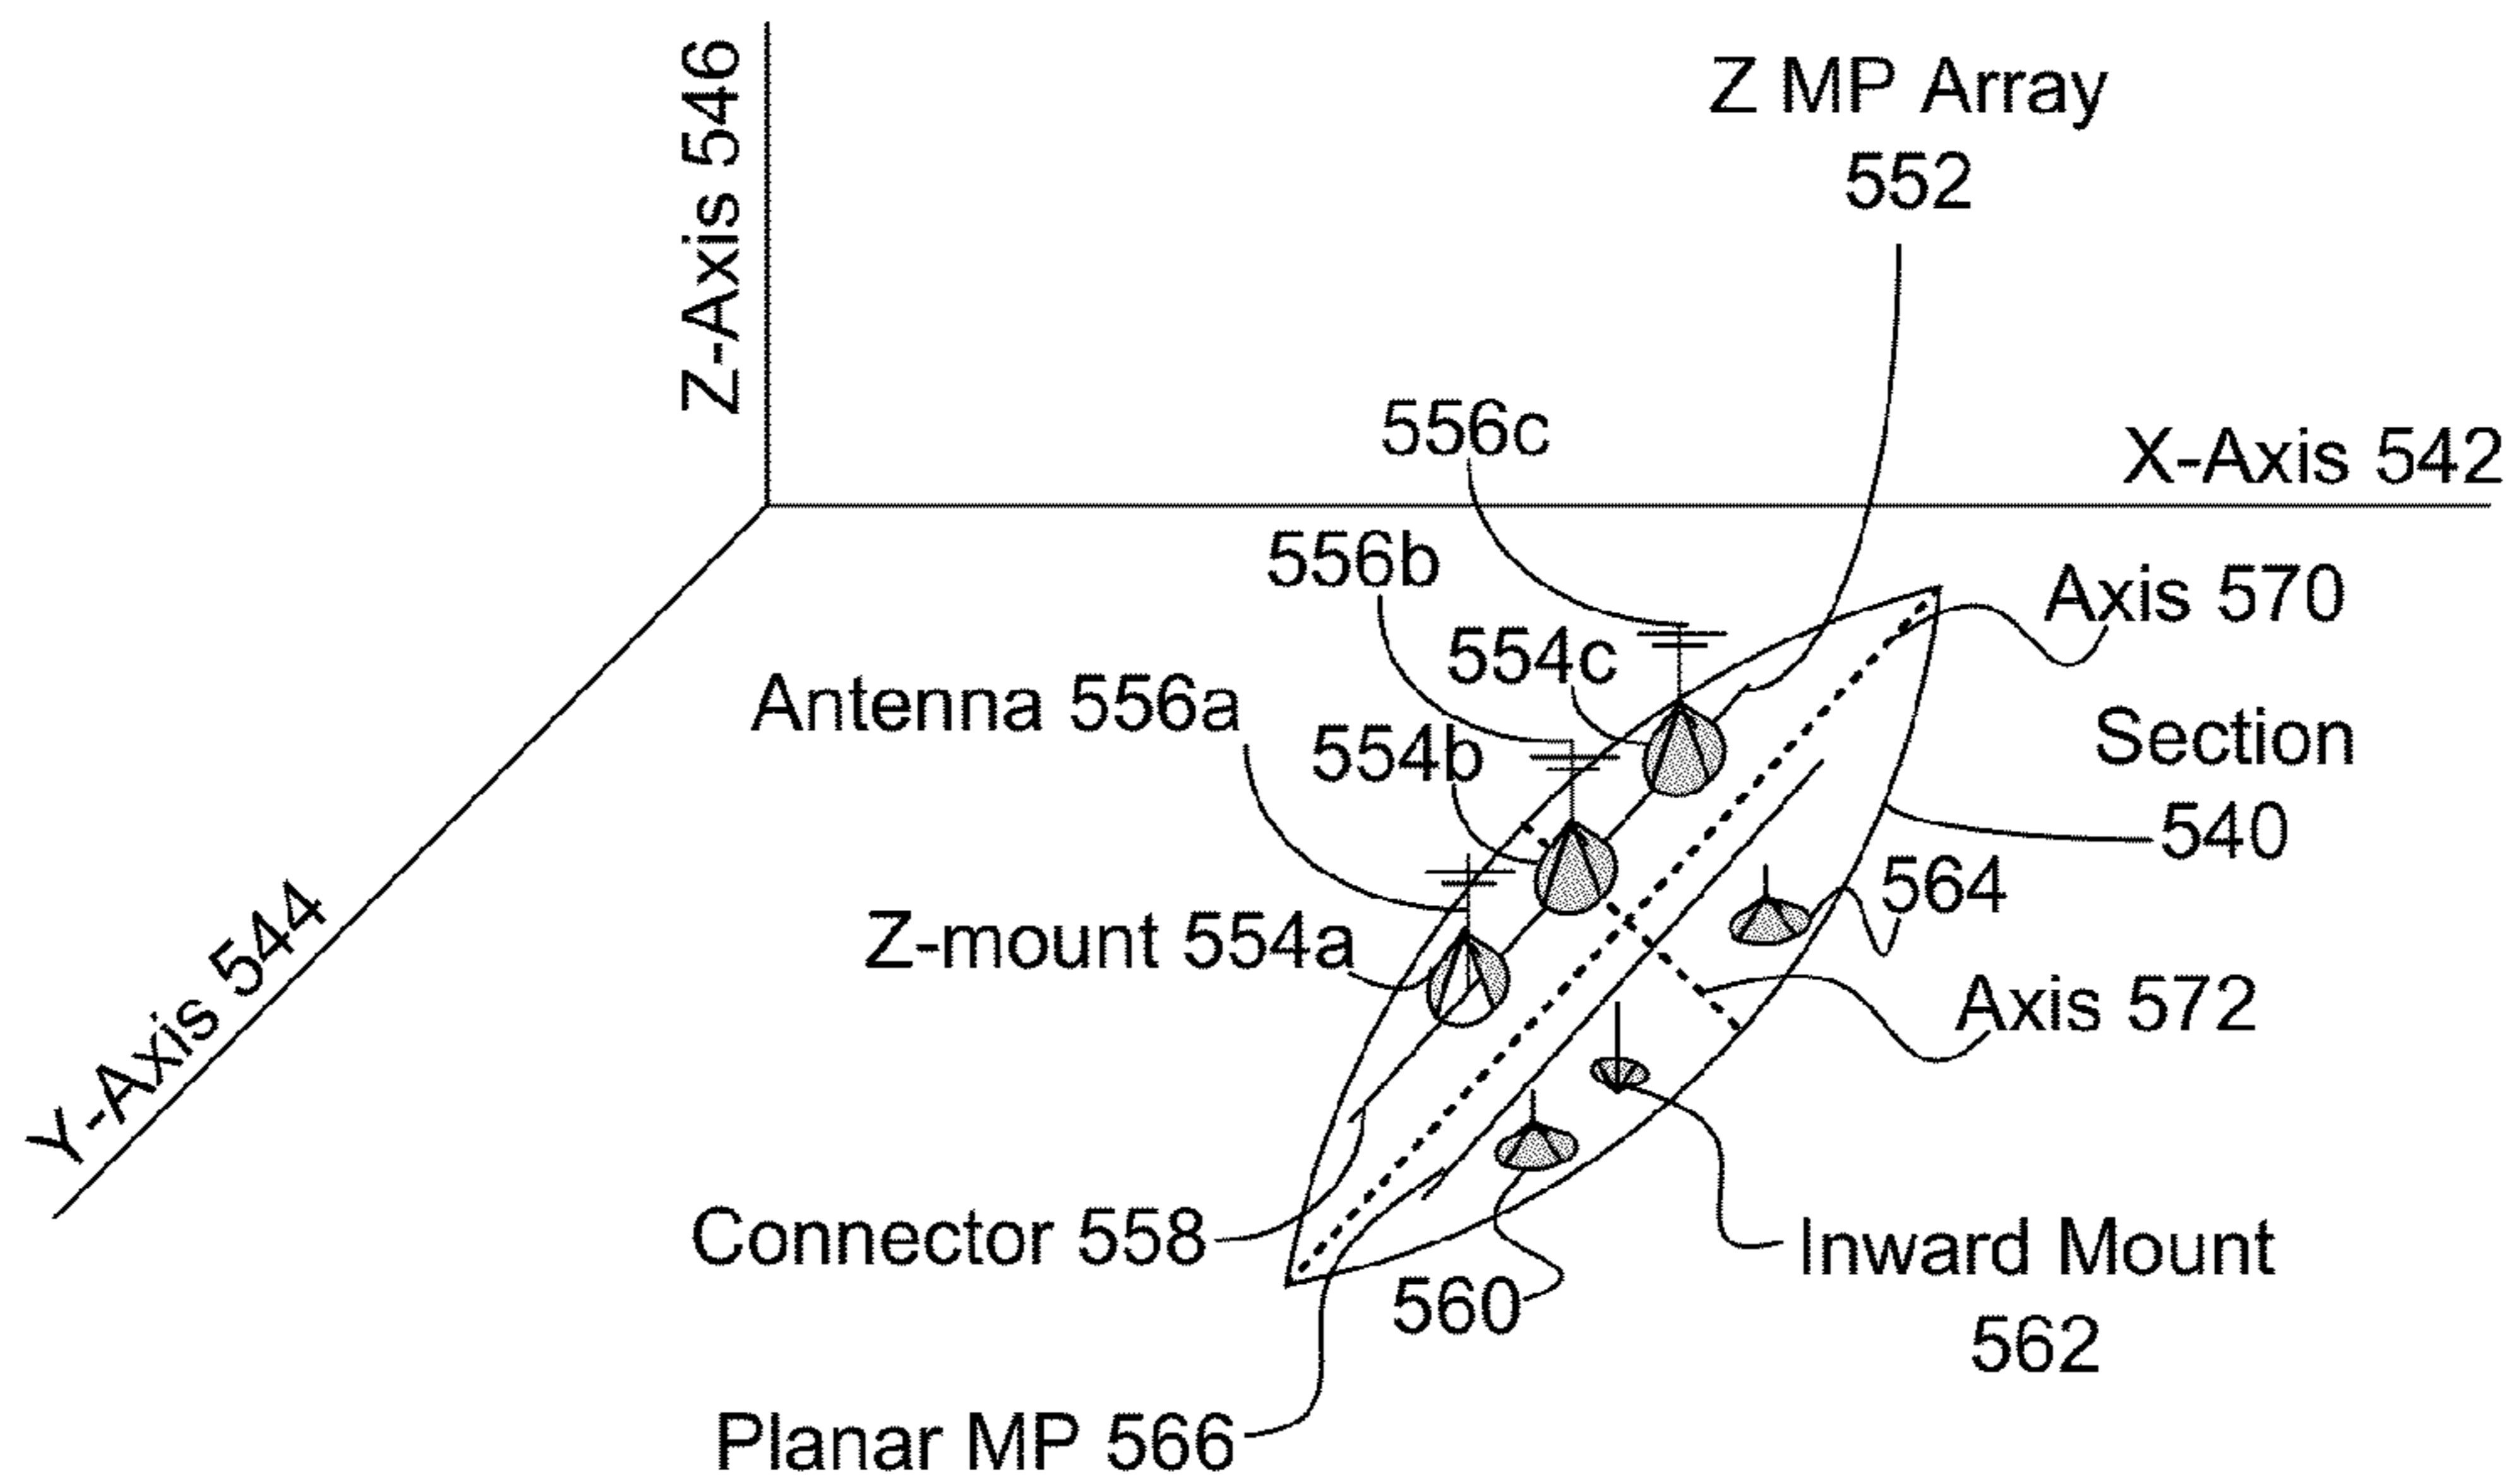 Z-Axis 546
Z MP Array
552
556c
X-Axis 542
556b
Axis 570
554c
Antenna 556a
Section
540
554b
564
Z-mount 554a
Axis 572
Y-Axis 544
Connector 558
Inward Mount
562
560
Planar MP 566